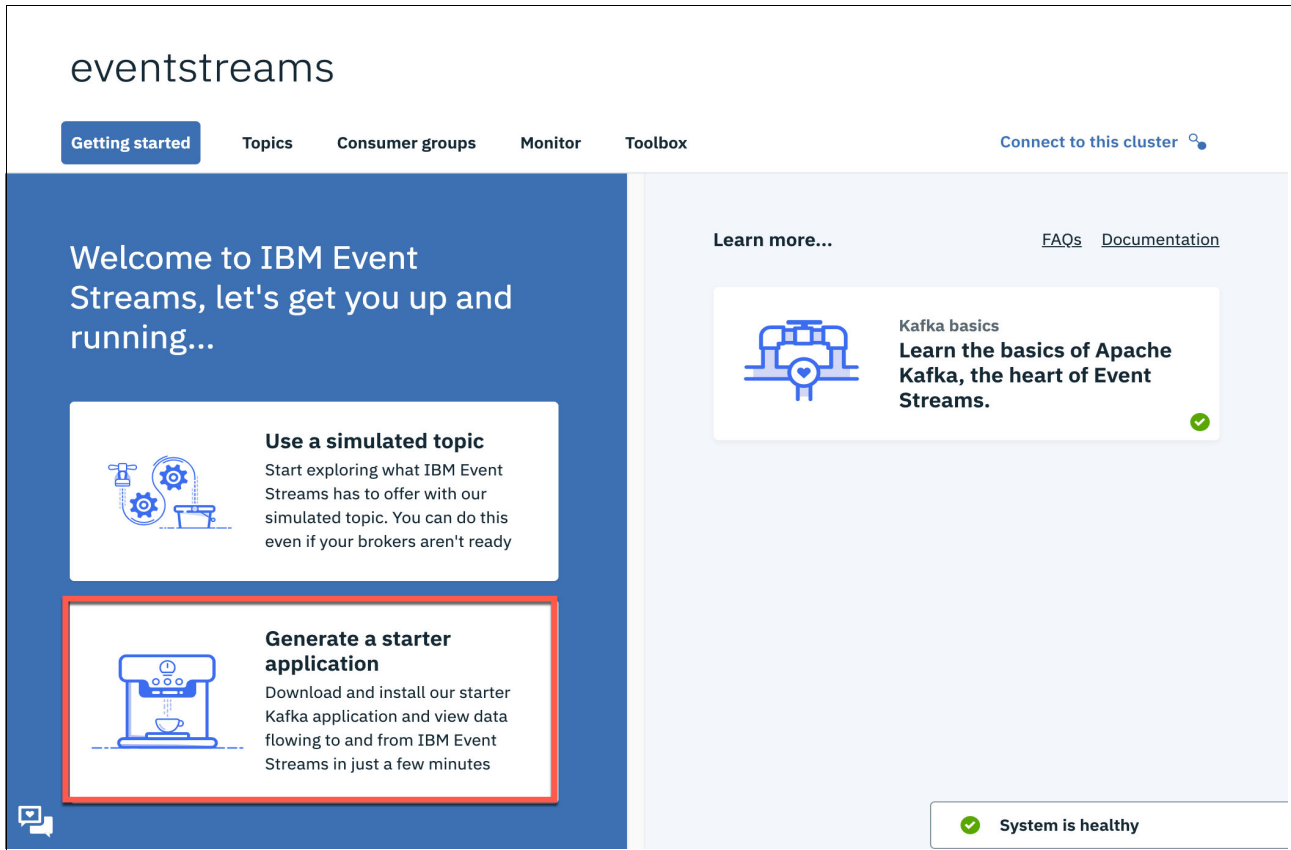 eventstreams
Getting started
Topics
Consumer groups
Monitor
Toolbox
Connect to this cluster
Welcome to IBM Event
Streams, let's get you up and
running...
Use a simulated topic
Start exploring what IBM Event
Streams has to offer with our
simulated topic. You can do this
even if your brokers aren't ready
Generate a starter
application
Download and install our starter
Kafka application and view data
flowing to and from IBM Event
Streams in just a few minutes
Learn more...
FAQs
Documentation
Kafka basics
Learn the basics of Apache
Kafka, the heart of Event
Streams.
System is healthy